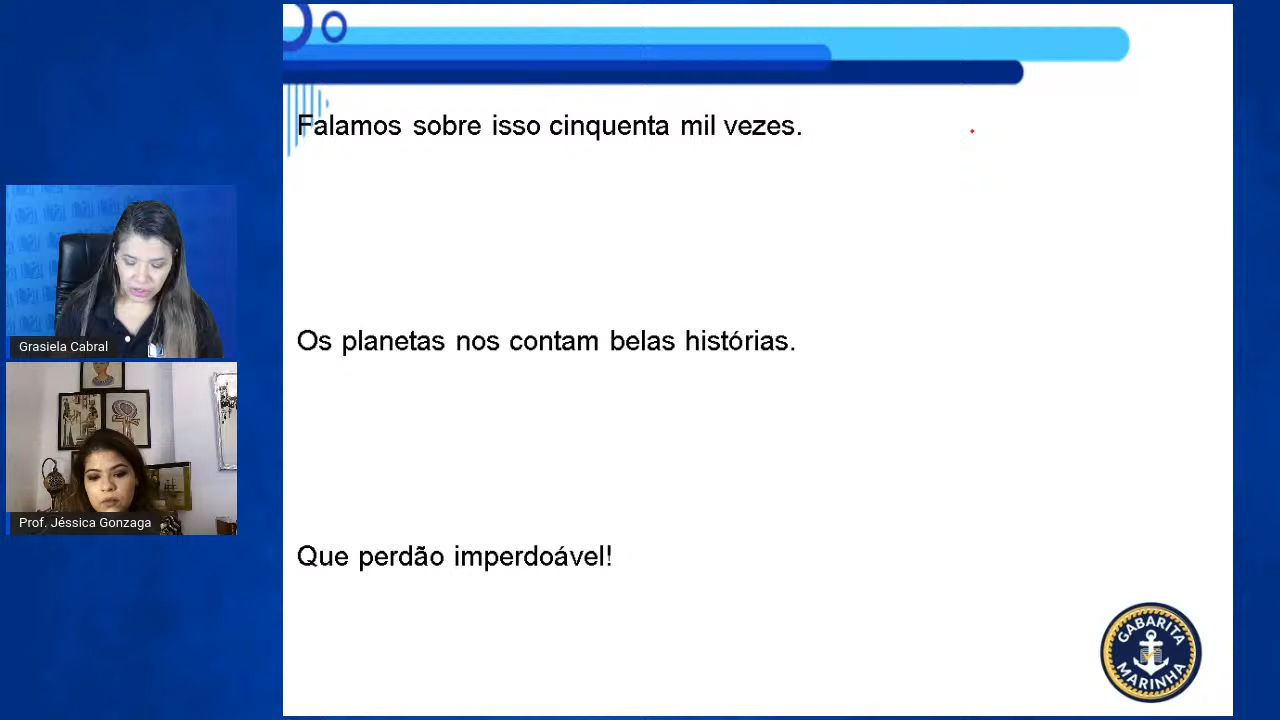 Falamos sobre isso cinquenta mil vezes.
Os planetas nos contam belas histórias.
Que perdão imperdoável!
Grasiela Cabral
Prof. Jéssica Gonzaga
GABARITA
MARINHA